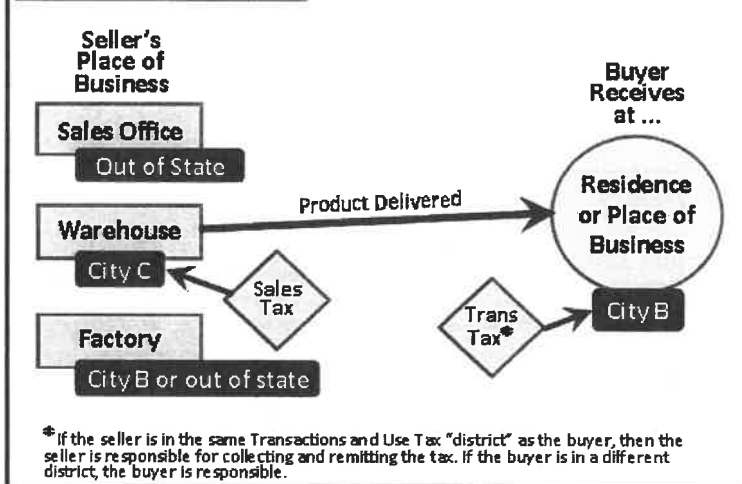 Seller's
Place of
Business
Sales Office
Out of State
Warehouse
City C
Factory
City B or out of state
Product Delivered
Sales
Tax
Trans
Tax*
Buyer
Receives
at ...
Residence
or Place of
Business
City B
*If the seller is in the same Transactions and Use Tax "district" as the buyer, then the
seller is responsible for collecting and remitting the tax. If the buyer is in a different
district, the buyer is responsible.